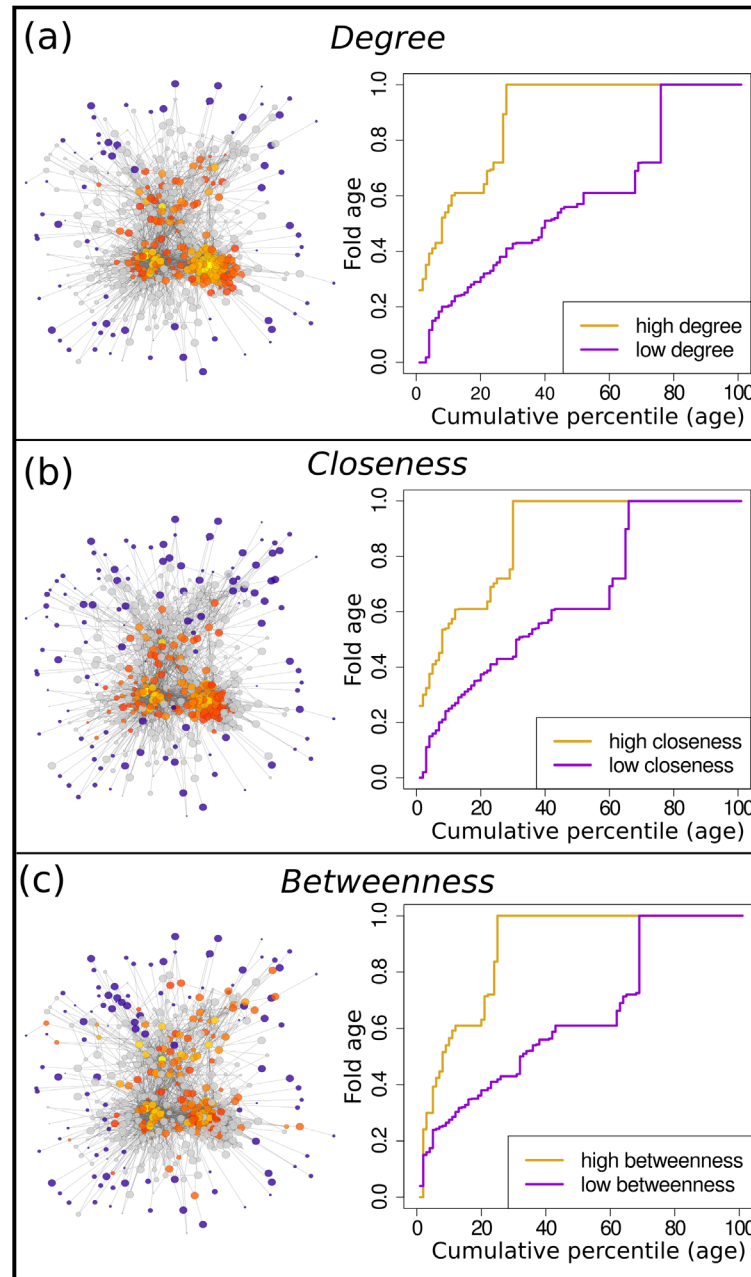 (a)
Degree
Fold age
1.0
0.8
0.6
0.4
0.2
0.0
high degree
low degree
0 20 40 60 80 100
Cumulative percentile (age)
(b)
Closeness
Fold age
1.0
0.8
0.6
0.4
0.2
0.0
high closeness
low closeness
0 20 40 60 80 100
Cumulative percentile (age)
(c)
Betweenness
Fold age
1.0
0.8
0.6
0.4
0.2
0.0
high betweenness
low betweenness
0 20 40 60 80 100
Cumulative percentile (age)